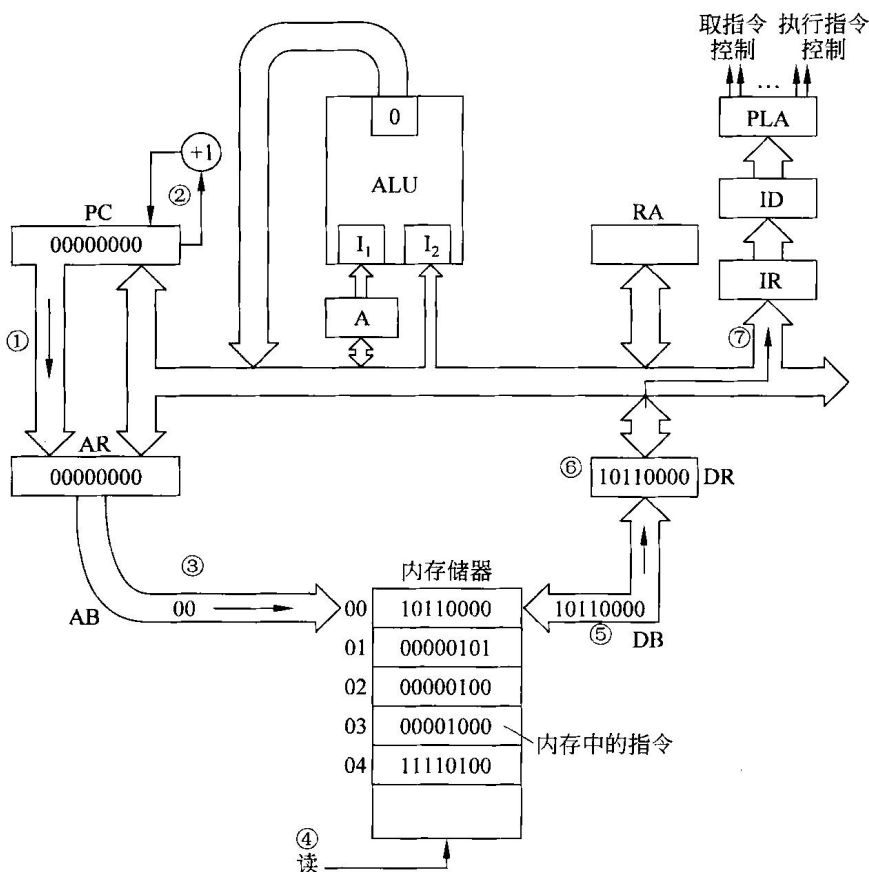 取指令 执行指令
控制 控制
...
PLA
ID
IR
⑦
0
ALU
I₁ I₂
A
+1
②
PC
00000000
①
RA
AR
00000000
⑥
10110000 DR
③
00
AB
内存储器
00 10110000
01 00000101
02 00000100
03 00001000
04 11110100
内存中的指令
10110000
⑤ DB
④
读